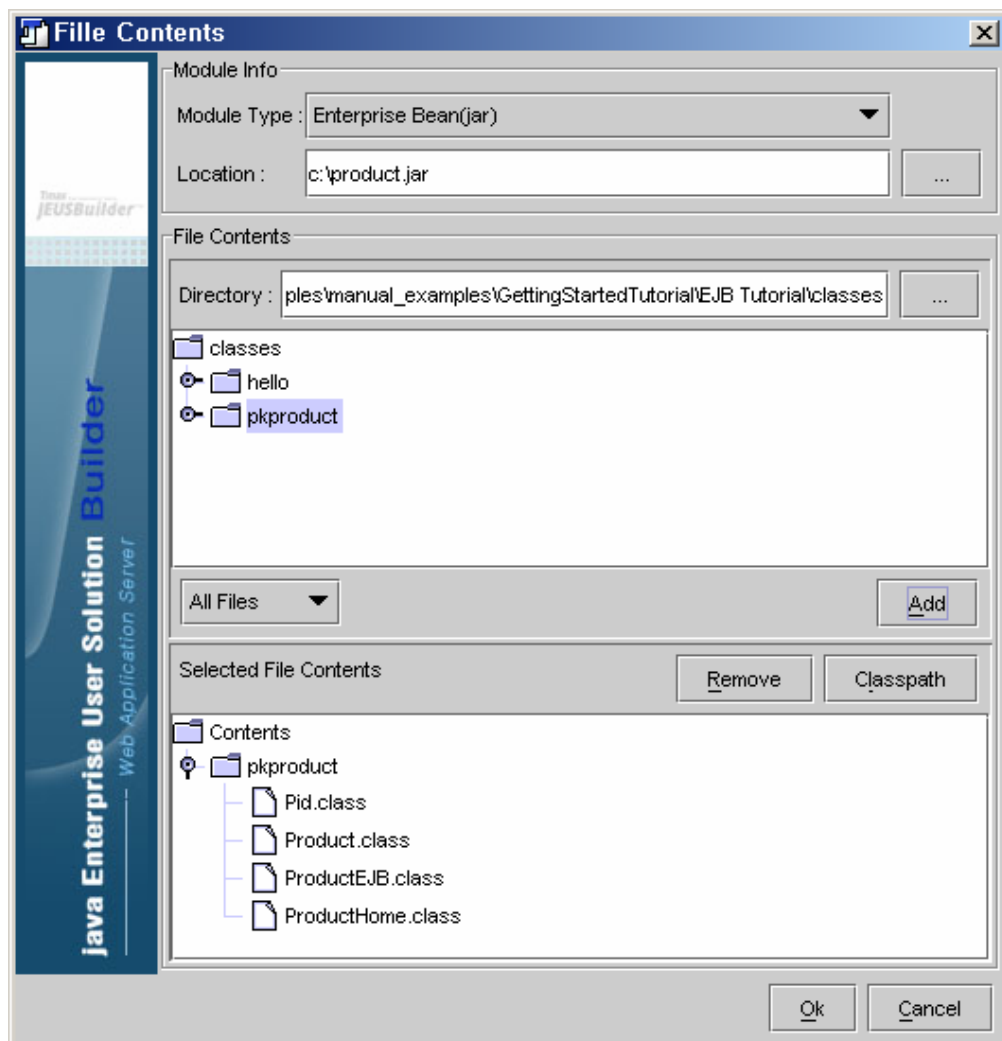 Fille Contents
Module Info
Module Type : Enterprise Bean(jar)
Location : c:\product.jar ...
Tmax
JEUSBuilder
File Contents
Directory : ples\manual_examples\GettingStartedTutorial\EJB Tutorial\classes ...
classes
hello
pkproduct
All Files Add
Selected File Contents Remove Classpath
Contents
pkproduct
Pid.class
Product.class
ProductEJB.class
ProductHome.class
java Enterprise User Solution Builder
Web Application Server
Ok Cancel